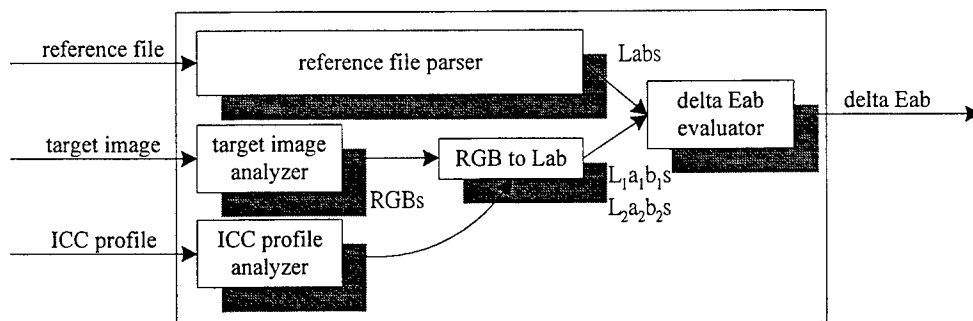 reference file
reference file parser
Labs
delta Eab
evaluator
delta Eab
target image
target image
analyzer
RGBs
RGB to Lab
L₁a₁b₁s
L₂a₂b₂s
ICC profile
ICC profile
analyzer